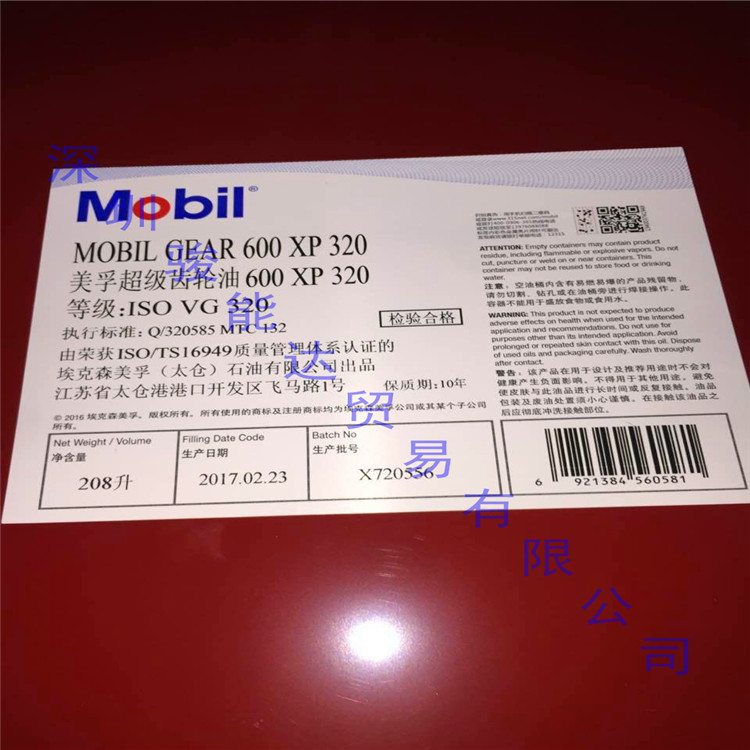 Mobil®
MOBIL GEAR 600 XP 320
美孚超级齿轮油 600 XP 320
等级:ISO VG 320
执行标准: Q/320585 MTC 132
检验合格
由荣获ISO/TS16949质量管理体系认证的
埃克森美孚（太仓）石油有限公司出品
江苏省太仓港港口开发区飞马路1号
保质期:10年
© 2016 埃克森美孚。版权所有。所有使用的商标及注册商标均为埃克森美孚公司或其某个子公司
所有。
Net Weight / Volume
净含量
208升
Filling Date Code
生产日期
2017.02.23
Batch No
生产批号
X720556
12315
ATTENTION: Empty containers may contain product
residue, including flammable or explosive vapors. Do not
cut, puncture or weld on or near containers. This container
may not be reused to store food or drinking
water.
注意：空油桶内含有易燃易爆的产品残留物，
请勿切割、钻孔或在油桶旁进行焊接操作。此
容器不能用于盛放食物或食用水。
WARNING: This product is not expected to produce
adverse effects on health when used for the intended
application and recommendations. Do not use
for purposes other than intended use. Avoid
prolonged or repeated skin contact with this oil. Dispose
of used oils and packaging carefully. Wash thoroughly
after contact.
警告：该产品在用于设计及推荐用途时不会对
健康产生负面影响。不得用于其他用途。避免
使皮肤与此油品进行长时间或反复接触。油品
包装及废油处置须小心谨慎。在接触该油品之
后应彻底冲洗接触部位。
6 921384 560581
深圳骏能达贸易有限公司